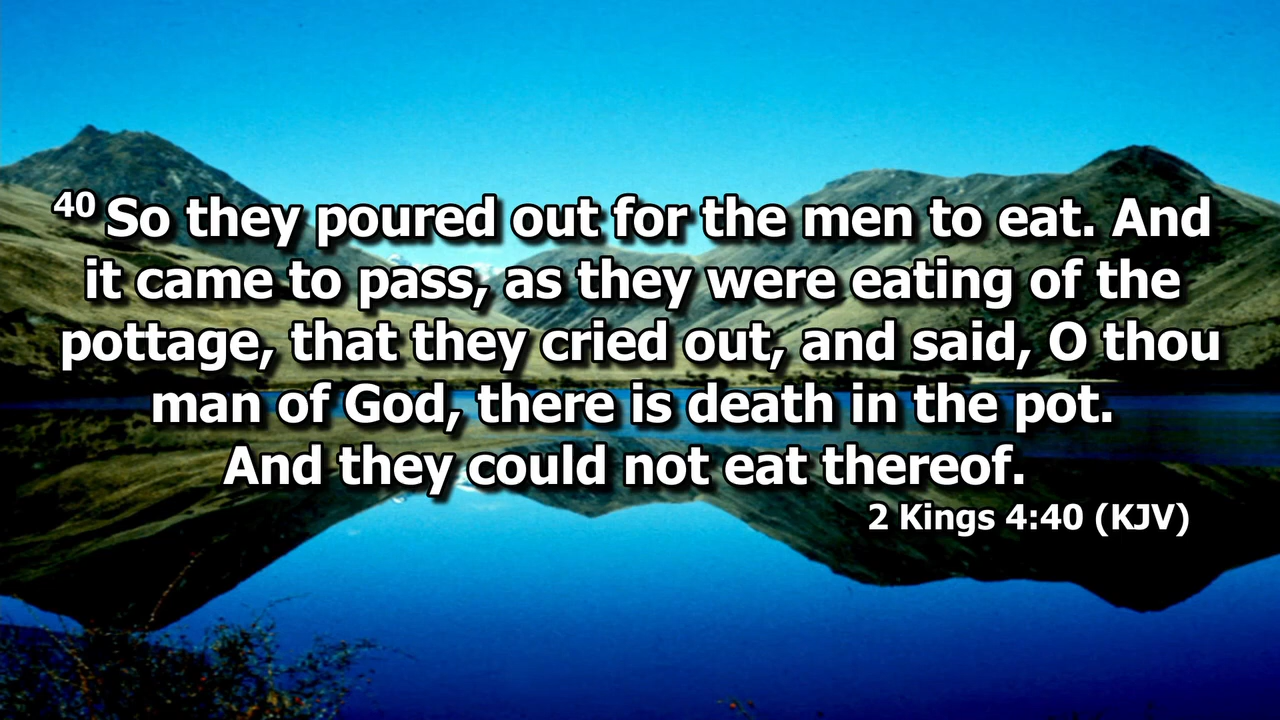 40 So they poured out for the men to eat. And
it came to pass, as they were eating of the
pottage, that they cried out, and said, O thou
man of God, there is death in the pot.
And they could not eat thereof.
2 Kings 4:40 (KJV)